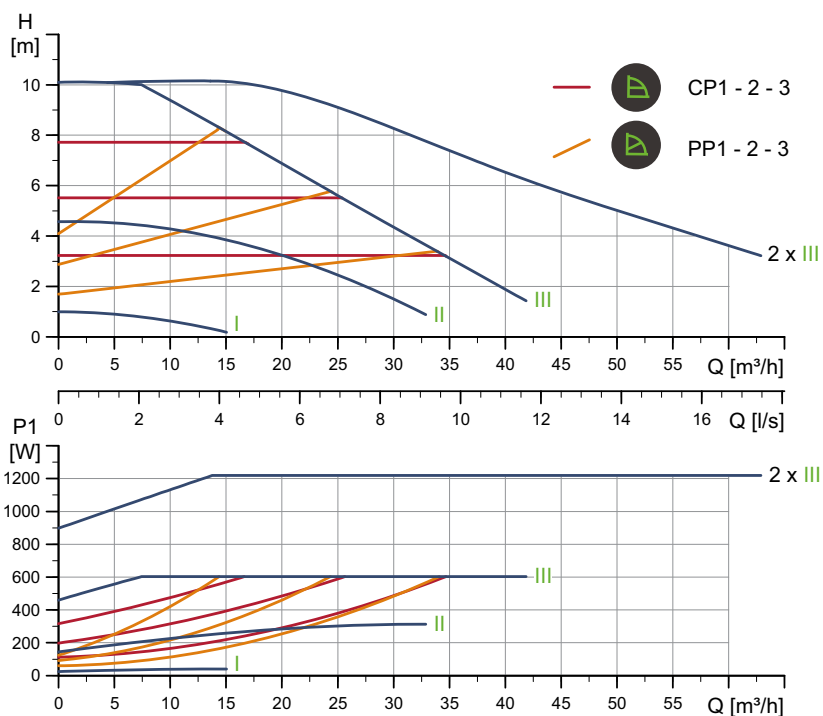 H
[m]
10
8
6
4
2
0
CP1 - 2 - 3
PP1 - 2 - 3
2 x III
III
II
I
0 5 10 15 20 25 30 35 40 45 50 55 Q [m³/h]
0 2 4 6 8 10 12 14 16 Q [l/s]
P1
[W]
1200
1000
800
600
400
200
0
2 x III
III
II
I
0 5 10 15 20 25 30 35 40 45 50 55 Q [m³/h]